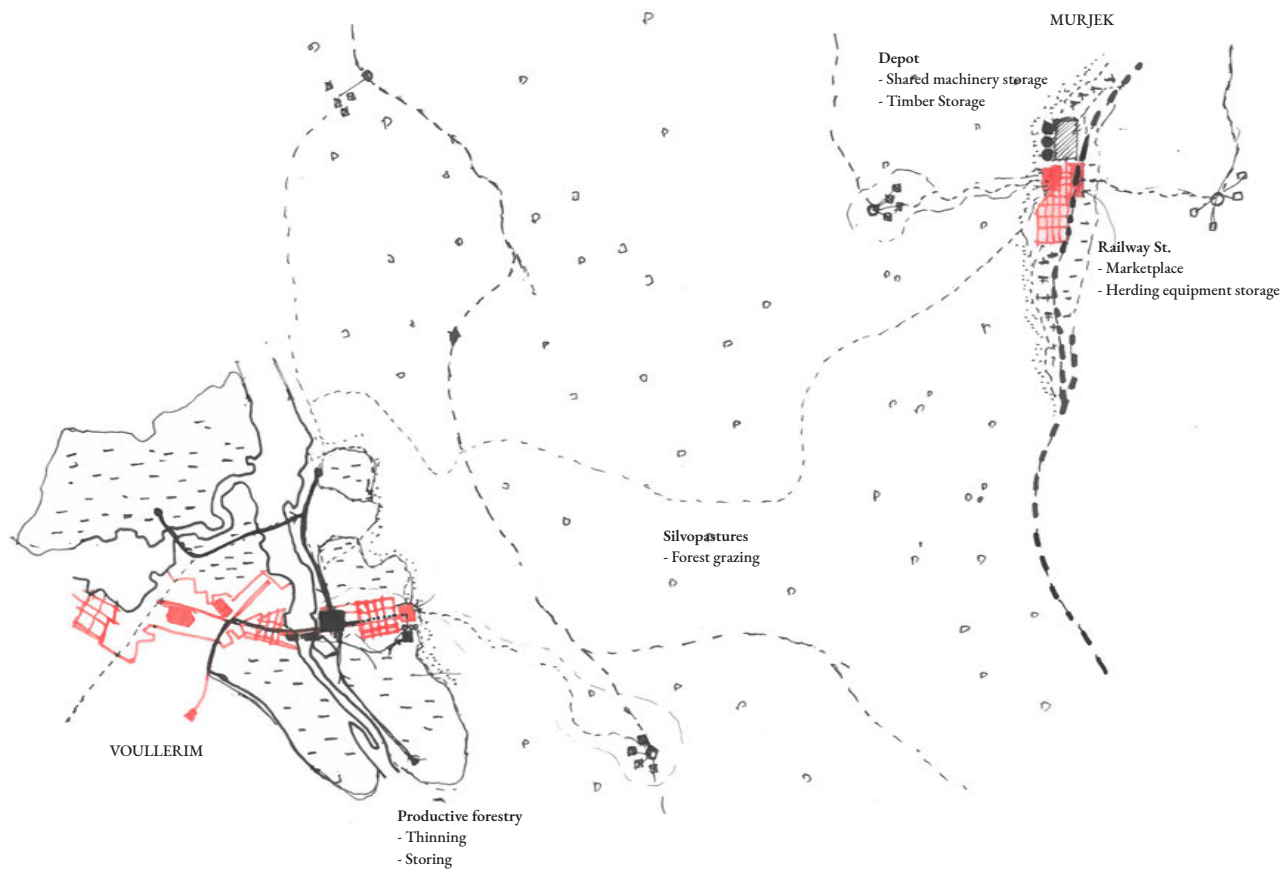 MURJEK
Depot
- Shared machinery storage
- Timber Storage
Railway St.
- Marketplace
- Herding equipment storage
Silvopastures
- Forest grazing
VOULLERIM
Productive forestry
- Thinning
- Storing